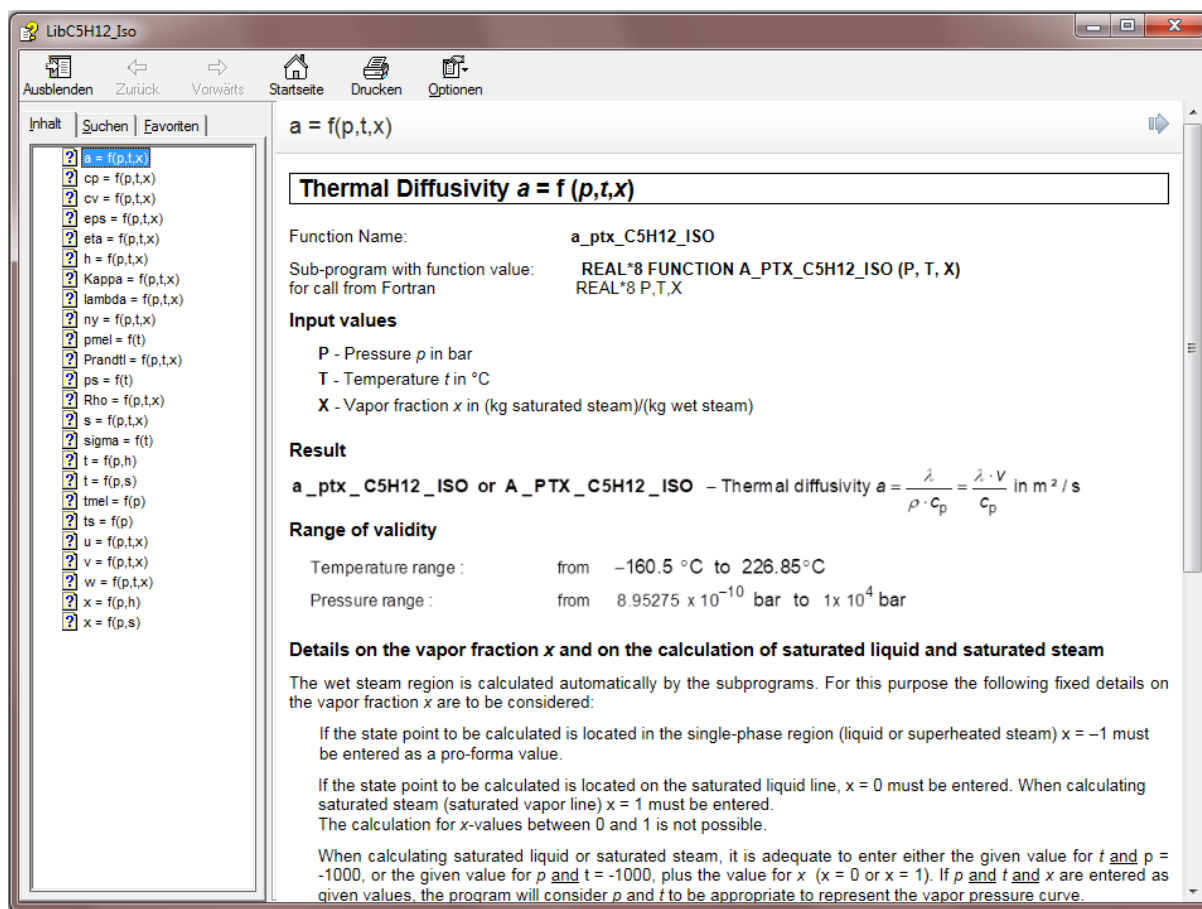 LibC5H12_Iso
Ausblenden Zurück Vorwärts Startseite Drucken Optionen
Inhalt Suchen Favoriten
a = f(p,t,x)
cp = f(p,t,x)
cv = f(p,t,x)
eps = f(p,t,x)
eta = f(p,t,x)
h = f(p,t,x)
Kappa = f(p,t,x)
lambda = f(p,t,x)
ny = f(p,t,x)
pmel = f(t)
Prandtl = f(p,t,x)
ps = f(t)
Rho = f(p,t,x)
s = f(p,t,x)
sigma = f(t)
t = f(p,h)
t = f(p,s)
tmel = f(p)
ts = f(p)
u = f(p,t,x)
v = f(p,t,x)
w = f(p,t,x)
x = f(p,h)
x = f(p,s)
a = f(p,t,x)
Thermal Diffusivity a = f (p,t,x)
Function Name: a_ptx_C5H12_ISO
Sub-program with function value: REAL*8 FUNCTION A_PTX_C5H12_ISO (P, T, X)
for call from Fortran REAL*8 P,T,X
Input values
P - Pressure p in bar
T - Temperature t in °C
X - Vapor fraction x in (kg saturated steam)/(kg wet steam)
Result
a_ptx_C5H12_ISO or A_PTX_C5H12_ISO – Thermal diffusivity a = λ / (ρ · cp) = (λ · v) / cp in m² / s
Range of validity
Temperature range : from –160.5 °C to 226.85°C
Pressure range : from 8.95275 x 10⁻¹⁰ bar to 1x 10⁴ bar
Details on the vapor fraction x and on the calculation of saturated liquid and saturated steam
The wet steam region is calculated automatically by the subprograms. For this purpose the following fixed details on
the vapor fraction x are to be considered:
If the state point to be calculated is located in the single-phase region (liquid or superheated steam) x = –1 must
be entered as a pro-forma value.
If the state point to be calculated is located on the saturated liquid line, x = 0 must be entered. When calculating
saturated steam (saturated vapor line) x = 1 must be entered.
The calculation for x-values between 0 and 1 is not possible.
When calculating saturated liquid or saturated steam, it is adequate to enter either the given value for t and p =
-1000, or the given value for p and t = -1000, plus the value for x (x = 0 or x = 1). If p and t and x are entered as
given values, the program will consider p and t to be appropriate to represent the vapor pressure curve.